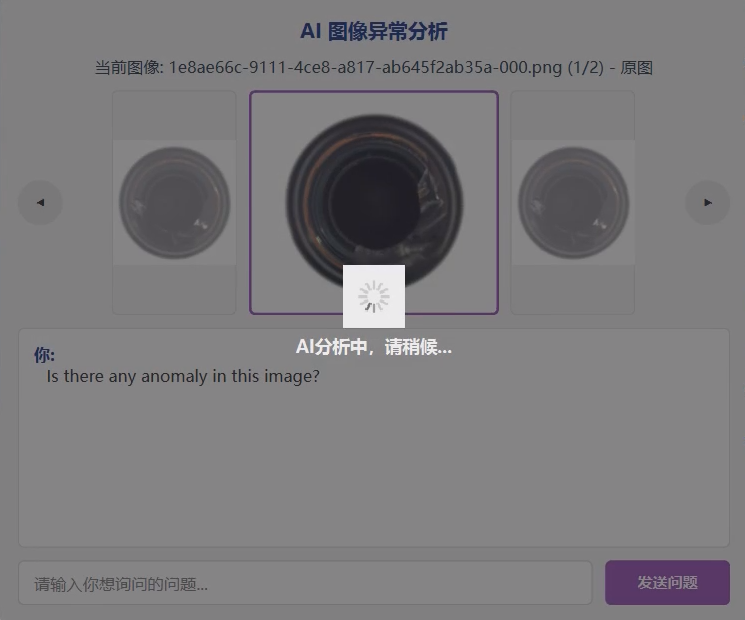 AI 图像异常分析
当前图像: 1e8ae66c-9111-4ce8-a817-ab645f2ab35a-000.png (1/2) - 原图
AI分析中，请稍候...
你:
Is there any anomaly in this image?
请输入你想询问的问题...
发送问题